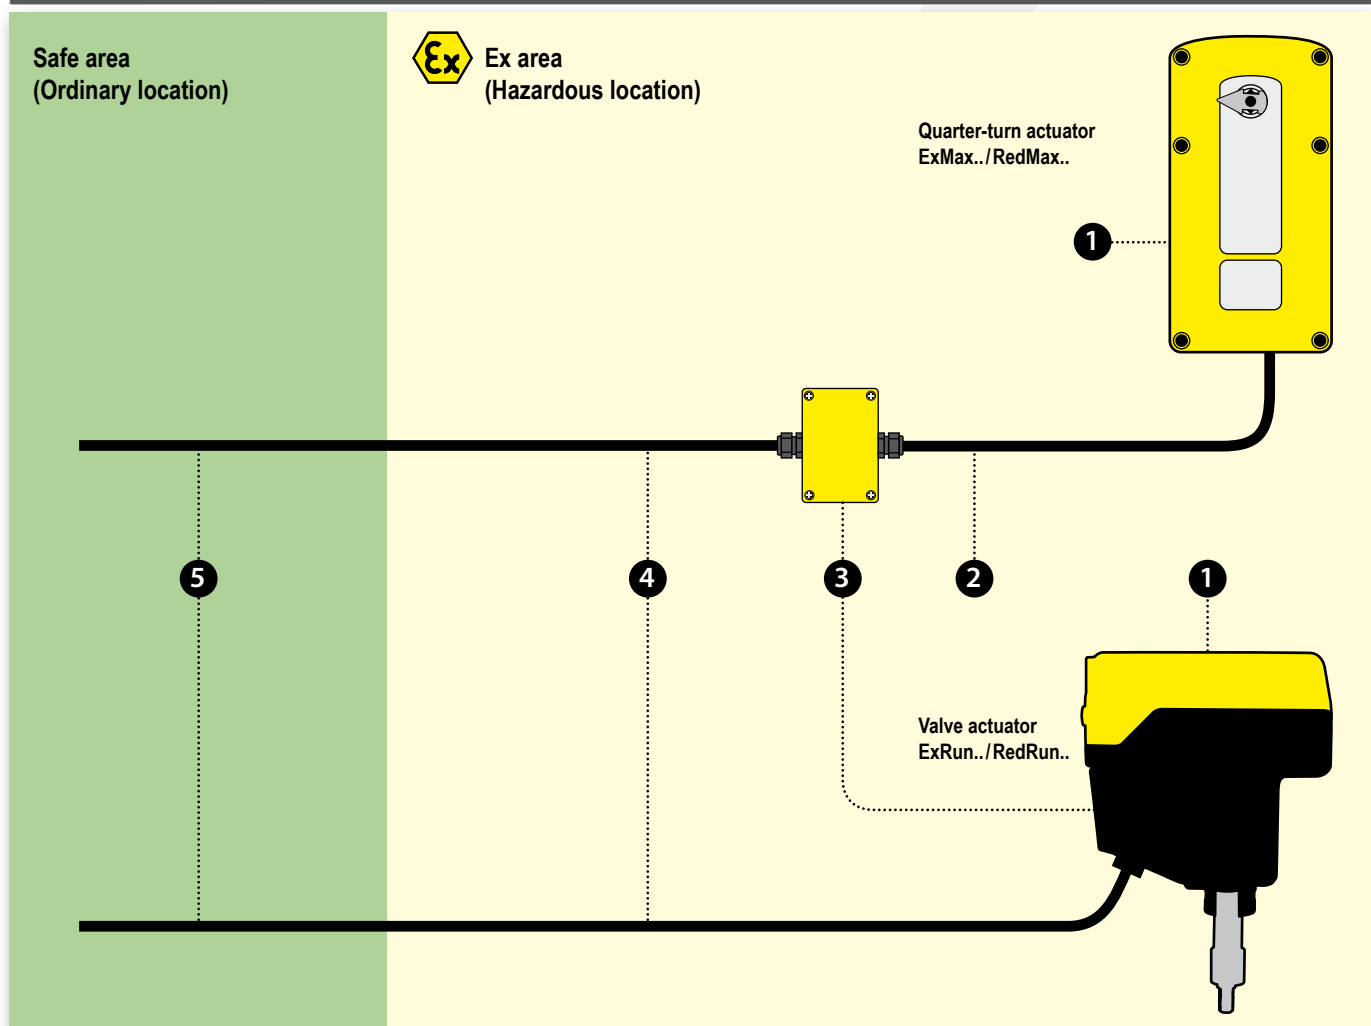 Safe area
(Ordinary location)
Ex
Ex area
(Hazardous location)
Quarter-turn actuator
ExMax../RedMax..
1
5
4
3
2
1
Valve actuator
ExRun../RedRun..